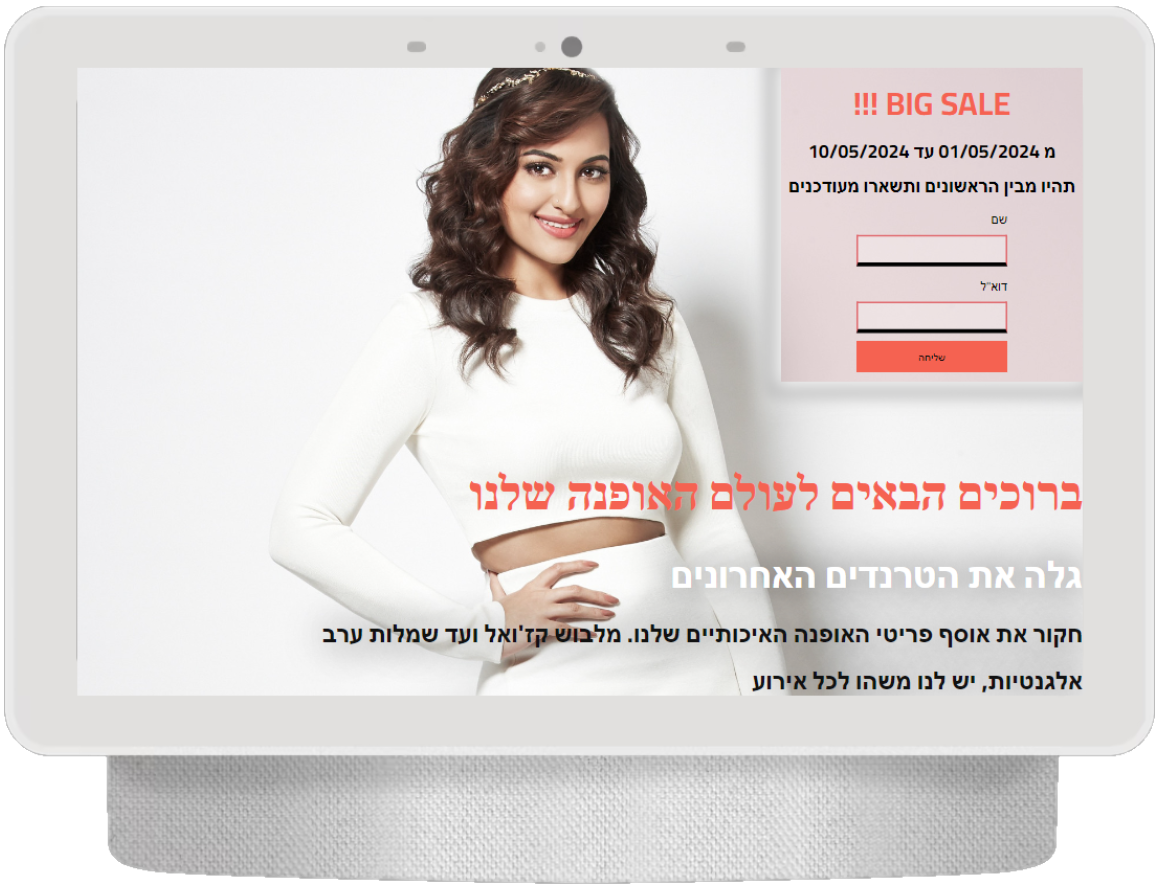 !!! BIG SALE
מ 01/05/2024 עד 10/05/2024
תהיו מבין הראשונים ותשארו מעודכנים
שם
דוא"ל
שליחה
ברוכים הבאים לעולם האופנה שלנו
גלה את הטרנדים האחרונים
חקור את אוסף פריטי האופנה האיכותיים שלנו. מלבוש קז'ואל ועד שמלות ערב
אלגנטיות, יש לנו משהו לכל אירוע